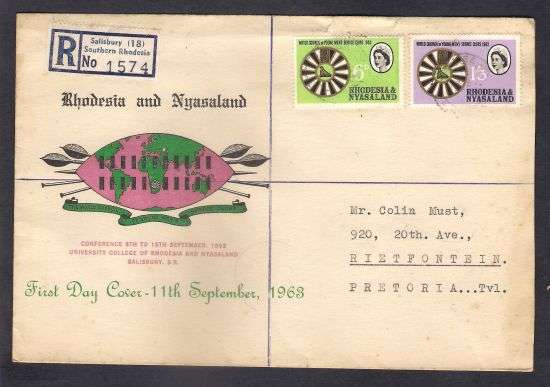 R
Salisbury (18)
Southern Rhodesia
No 1574
WORLD COUNCIL OF YOUNG MEN'S SERVICE CLUBS 1963
RHODESIA &
NYASALAND
WORLD COUNCIL OF YOUNG MEN'S SERVICE CLUBS 1963
1'3
RHODESIA &
NYASALAND
Rhodesia and Nyasaland
CONFERENCE 8TH TO 15TH SEPTEMBER, 1963
UNIVERSITY COLLEGE OF RHODESIA AND NYASALAND
SALISBURY, S.R.
First Day Cover - 11th September, 1963
Mr. Colin Must,
920, 20th. Ave.,
RIETFONTEIN.
PRETORIA...Tvl.